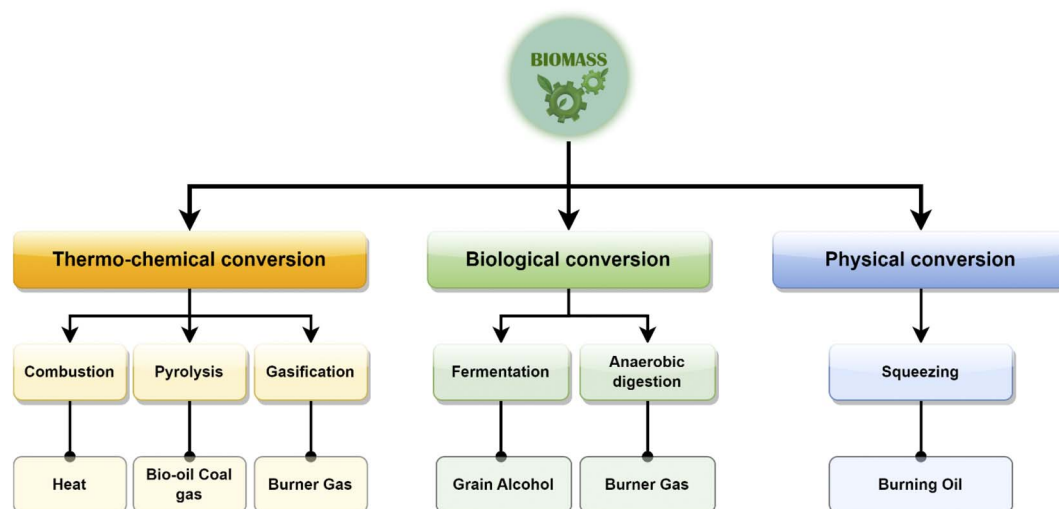 BIOMASS
Thermo-chemical conversion
Biological conversion
Physical conversion
Combustion
Pyrolysis
Gasification
Fermentation
Anaerobic
digestion
Squeezing
Heat
Bio-oil Coal
gas
Burner Gas
Grain Alcohol
Burner Gas
Burning Oil